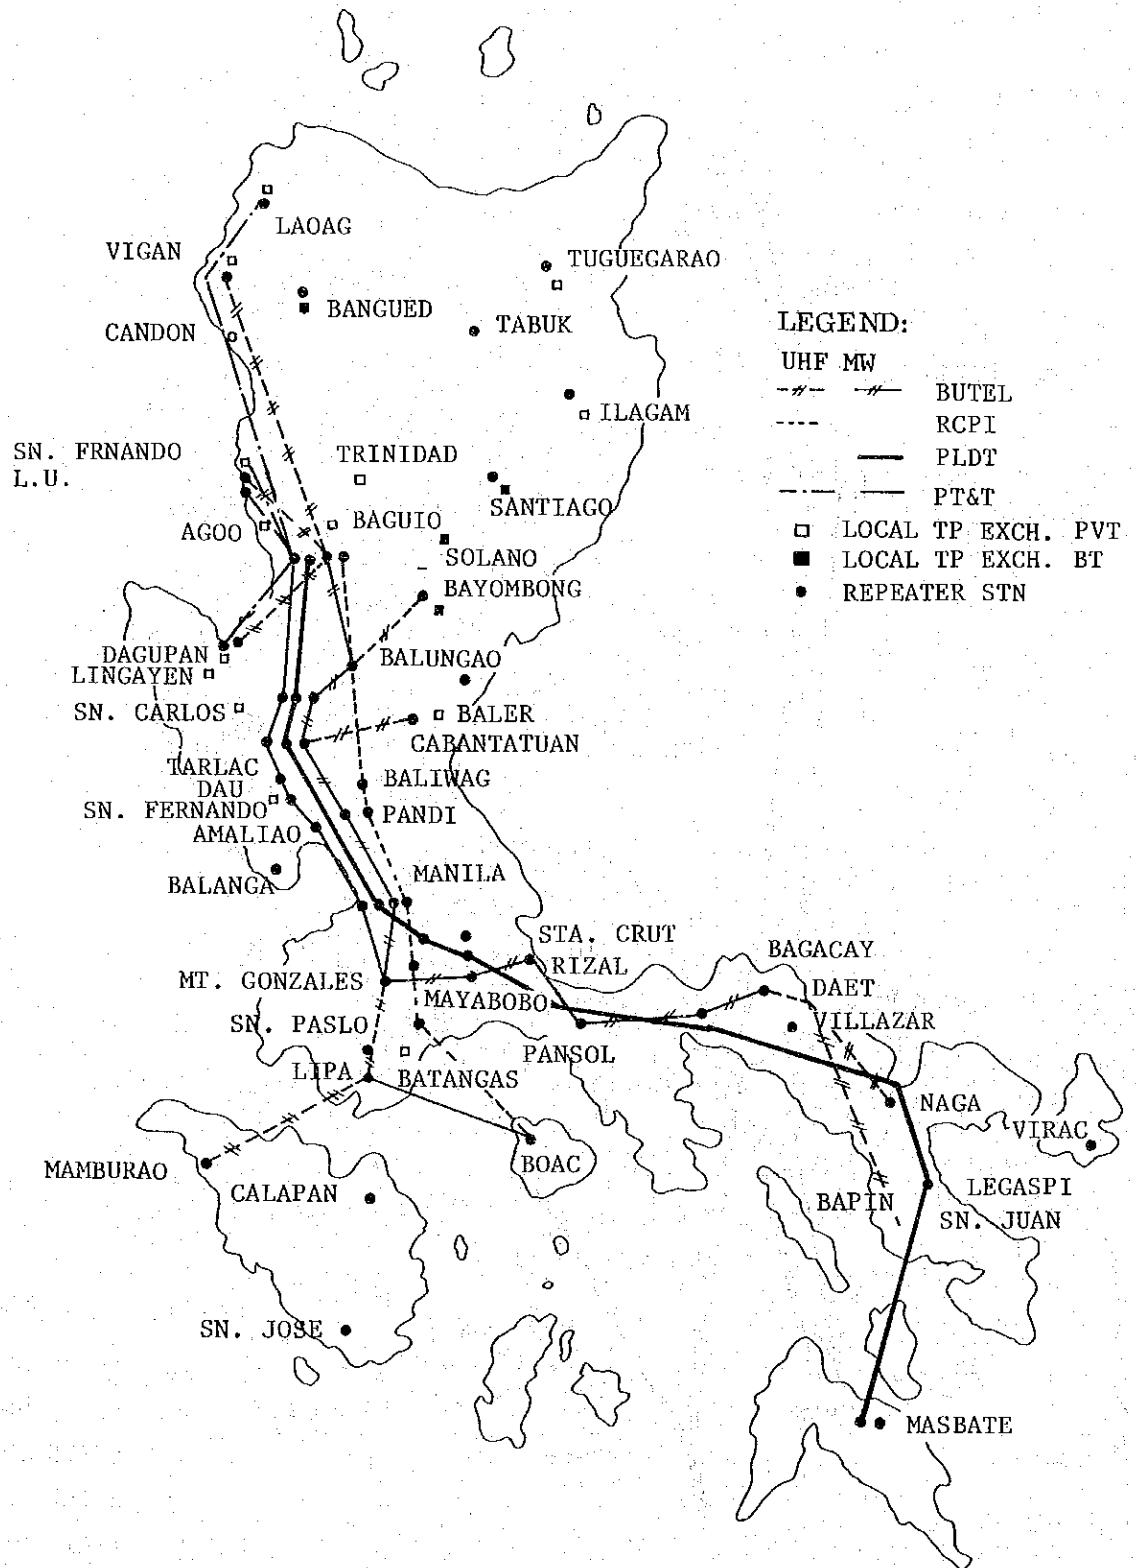 LAOAG
VIGAN
TUGUEGARAO
BANGUED
TABUK
CANDON
LEGEND:
UHF MW
BUTEL
RCPI
PLDT
PT&T
LOCAL TP EXCH. PVT
LOCAL TP EXCH. BT
REPEATER STN
ILAGAM
SN. FRNANDO
L.U.
TRINIDAD
SANTIAGO
AGOO
BAGUIO
SOLANO
BAYOMBONG
DAGUPAN
BALUNGAO
LINGAYEN
SN. CARLOS
BALER
CABANTATUAN
TARLAC
DAU
BALIWAG
SN. FERNANDO
PANDI
AMALIAO
MANILA
BALANGA
STA. CRUT
RIZAL
BAGACAY
MT. GONZALES
DAET
MAYABOBO
SN. PASLO
VILLAZAR
PANSOL
LIPA
BATANGAS
NAGA
VIRAC
BOAC
MAMBURAO
CALAPAN
BAPIN
LEGASPI
SN. JUAN
SN. JOSE
MASBATE